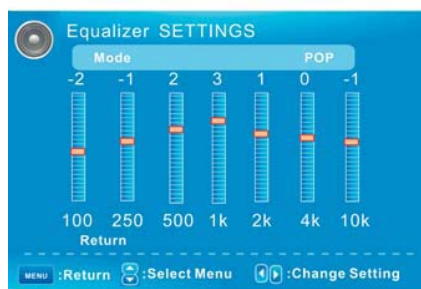 Equalizer SETTINGS
Mode POP
-2 -1 2 3 1 0 -1
100 250 500 1k 2k 4k 10k
Return
MENU :Return :Select Menu :Change Setting